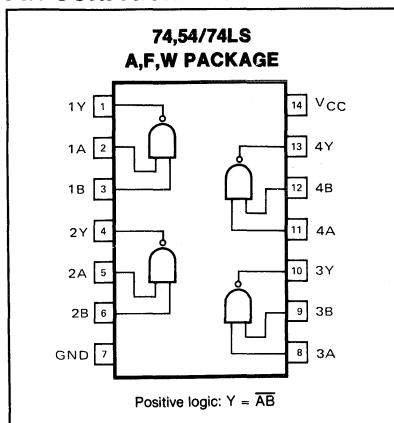 74,54/74LS
A,F,W PACKAGE
1Y 1
1A 2
1B 3
2Y 4
2A 5
2B 6
GND 7
14 VCC
13 4Y
12 4B
11 4A
10 3Y
9 3B
8 3A
Positive logic: Y = A̅B̅